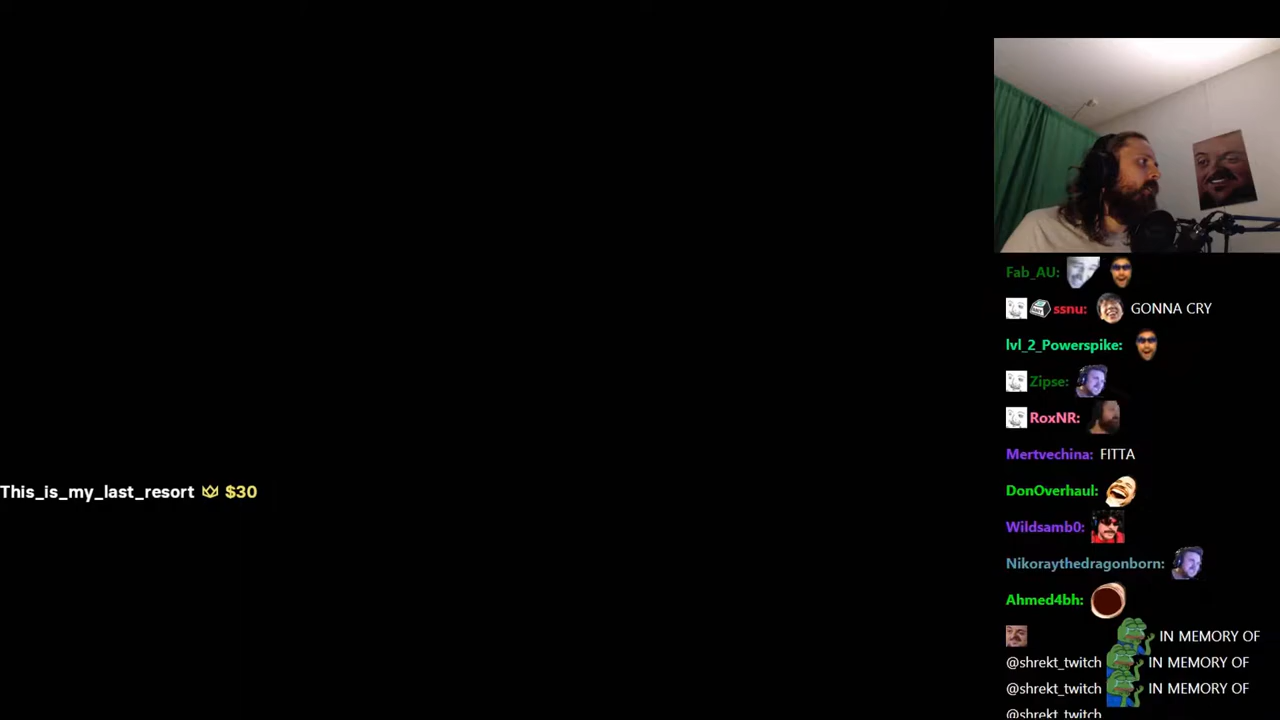 Fab_AU:
ssnu: GONNA CRY
lvl_2_Powerspike:
Zipse:
RoxNR:
Mertvechina: FITTA
This_is_my_last_resort $30
DonOverhaul:
Wildsamb0:
Nikoraythedragonborn:
Ahmed4bh:
IN MEMORY OF
@shrekt_twitch IN MEMORY OF
@shrekt_twitch IN MEMORY OF
@shrekt_twitch